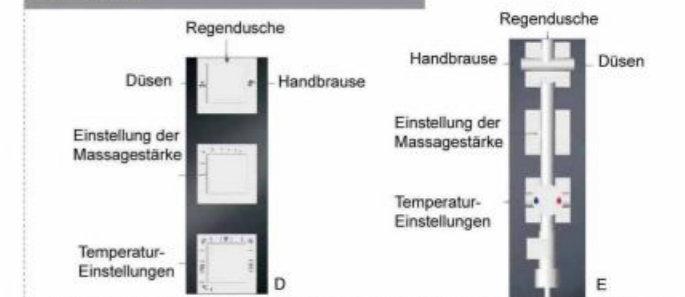 Regendusche
Düsen
Handbrause
Einstellung der
Massagestärke
Temperatur-
Einstellungen
D
Regendusche
Handbrause
Düsen
Einstellung der
Massagestärke
Temperatur-
Einstellungen
E